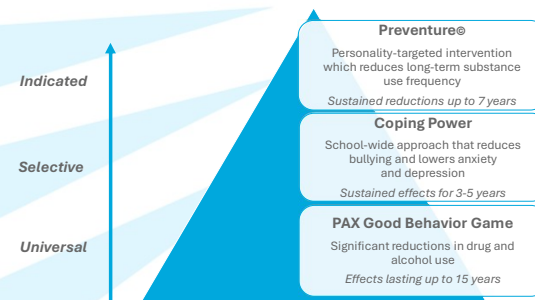 Preventure©
Personality-targeted intervention
which reduces long-term substance
use frequency
Sustained reductions up to 7 years
Indicated
Coping Power
School-wide approach that reduces
bullying and lowers anxiety
and depression
Sustained effects for 3-5 years
Selective
PAX Good Behavior Game
Significant reductions in drug and
alcohol use
Effects lasting up to 15 years
Universal